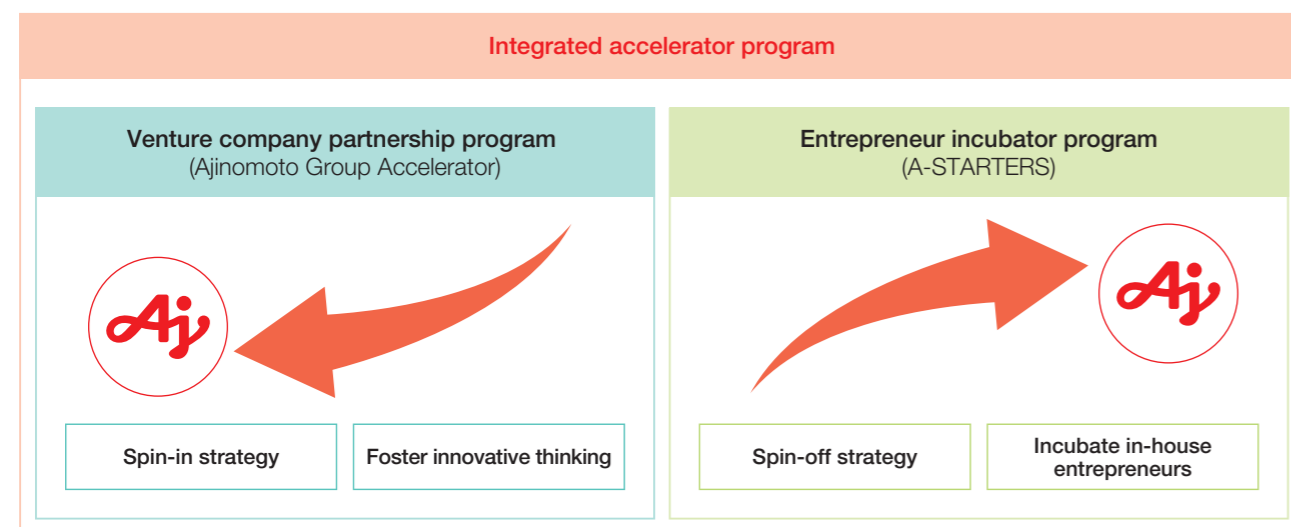 Integrated accelerator program
Venture company partnership program
(Ajinomoto Group Accelerator)
Aj
Spin-in strategy
Foster innovative thinking
Entrepreneur incubator program
(A-STARTERS)
Aj
Spin-off strategy
Incubate in-house
entrepreneurs